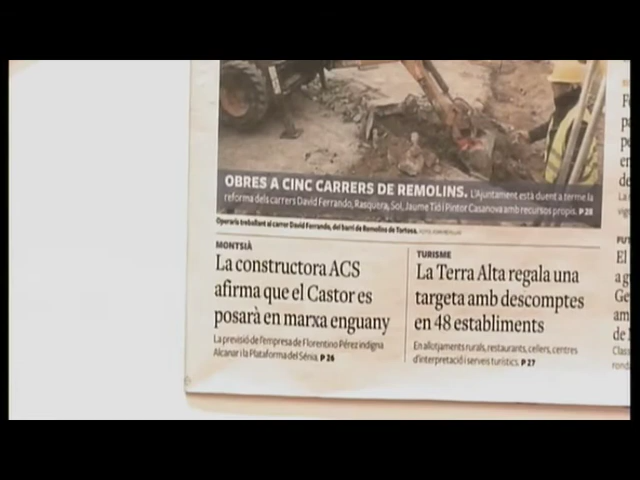 OBRES A CINC CARRERS DE REMOLINS. L'Ajuntament està duent a terme la
reforma dels carrers David Ferrando, Rasquera, Sol, Jaume Tió i Pintor Casanova amb recursos propis. P 28
Operaris treballant al carrer David Ferrando, del barri de Remolins de Tortosa.
MONTSIÀ
La constructora ACS
afirma que el Castor es
posarà en marxa enguany
La previsió de l'empresa de Florentino Pérez indigna
Alcanar i la Plataforma del Sénia. P 26
TURISME
La Terra Alta regala una
targeta amb descomptes
en 48 establiments
En allotjaments rurals, restaurants, cellers, centres
d'interpretació i serveis turístics. P 27